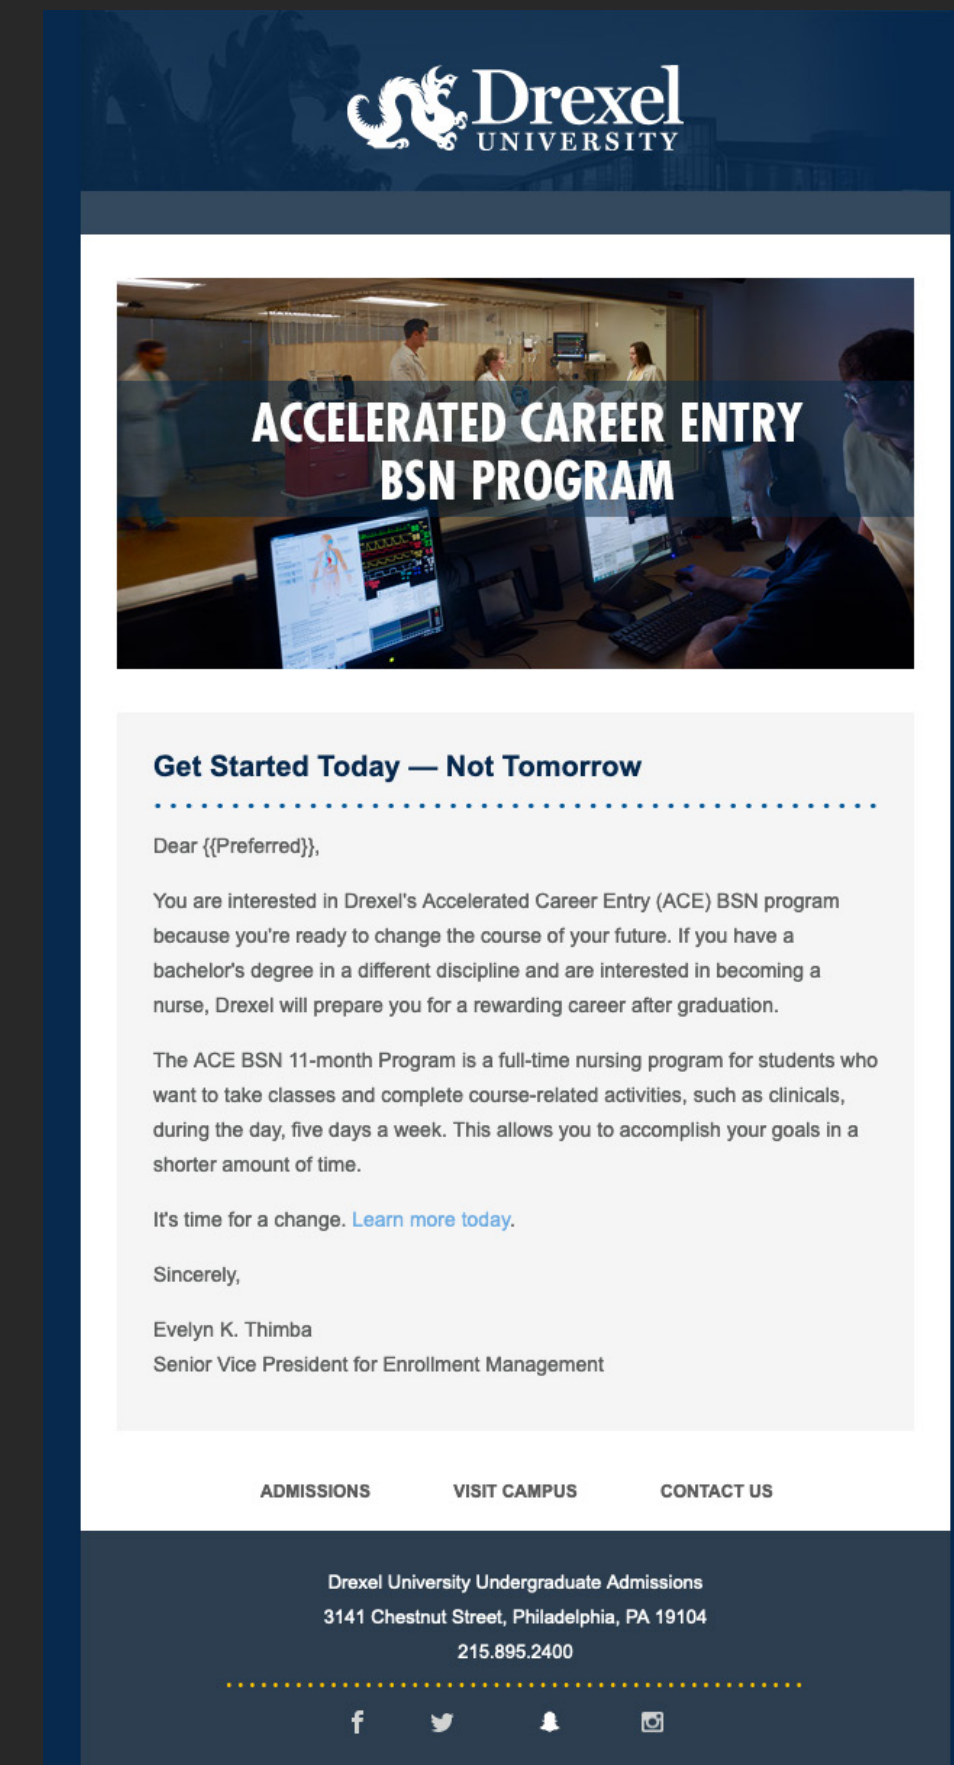 Drexel
UNIVERSITY
ACCELERATED CAREER ENTRY
BSN PROGRAM
Get Started Today — Not Tomorrow
Dear {{Preferred}},
You are interested in Drexel's Accelerated Career Entry (ACE) BSN program
because you're ready to change the course of your future. If you have a
bachelor's degree in a different discipline and are interested in becoming a
nurse, Drexel will prepare you for a rewarding career after graduation.
The ACE BSN 11-month Program is a full-time nursing program for students who
want to take classes and complete course-related activities, such as clinicals,
during the day, five days a week. This allows you to accomplish your goals in a
shorter amount of time.
It's time for a change. Learn more today.
Sincerely,
Evelyn K. Thimba
Senior Vice President for Enrollment Management
ADMISSIONS VISIT CAMPUS CONTACT US
Drexel University Undergraduate Admissions
3141 Chestnut Street, Philadelphia, PA 19104
215.895.2400